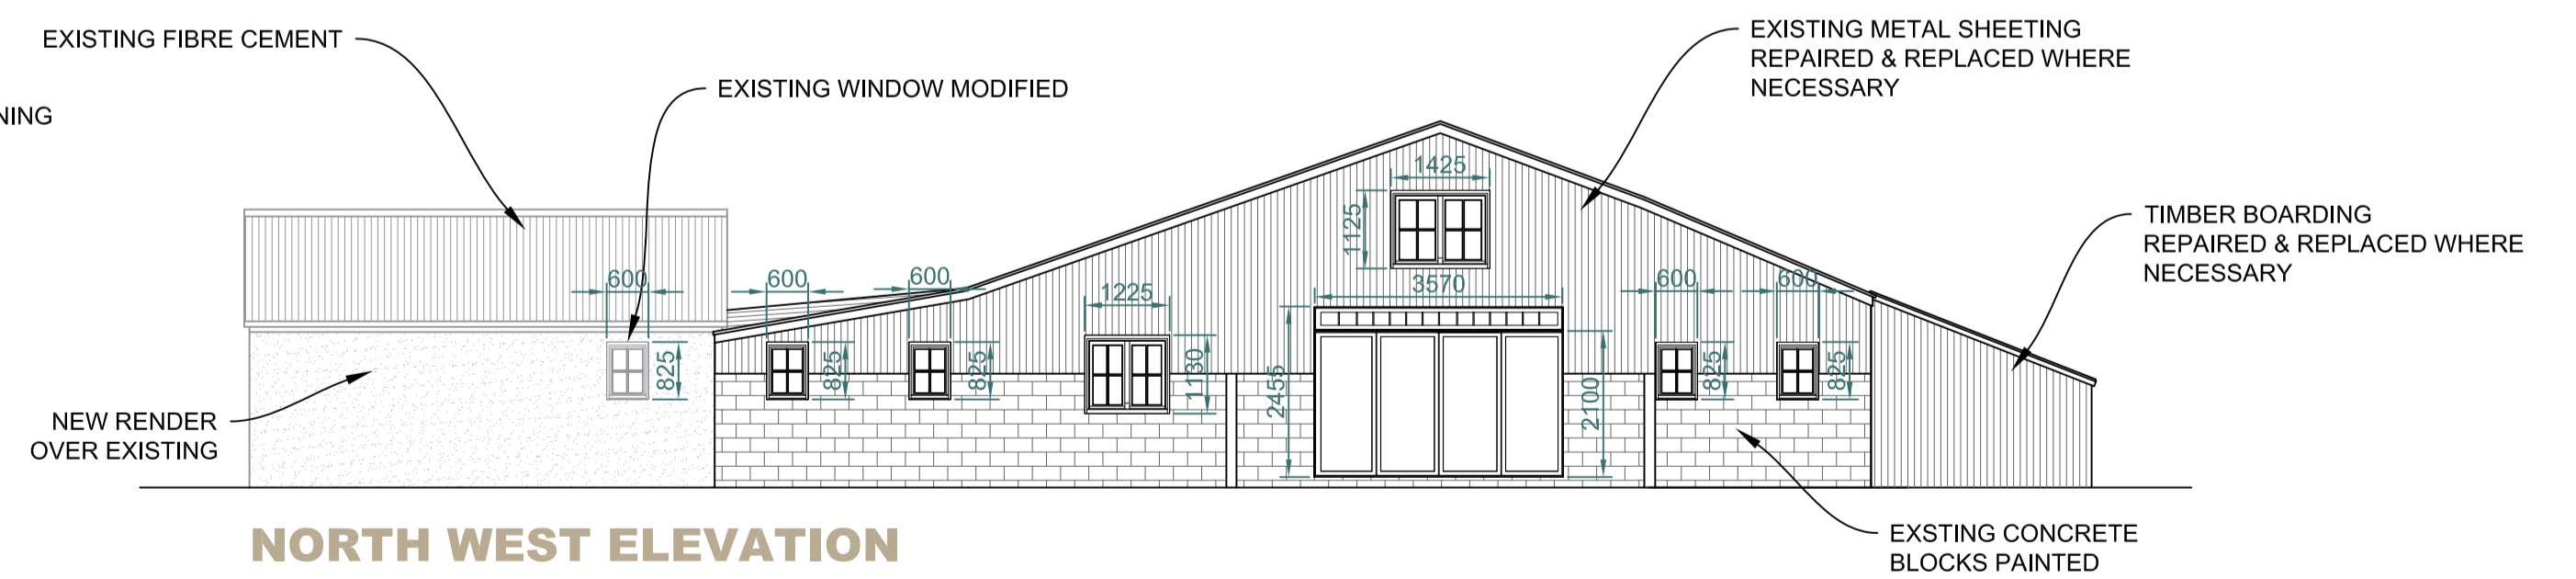 EXISTING FIBRE CEMENT
NING
EXISTING WINDOW MODIFIED
EXISTING METAL SHEETING
REPAIRED & REPLACED WHERE
NECESSARY
TIMBER BOARDING
REPAIRED & REPLACED WHERE
NECESSARY
1425
1125
3570
600
600
600
1225
600
600
825
825
825
1130
2455
2100
825
825
NEW RENDER
OVER EXISTING
EXSTING CONCRETE
BLOCKS PAINTED
NORTH WEST ELEVATION